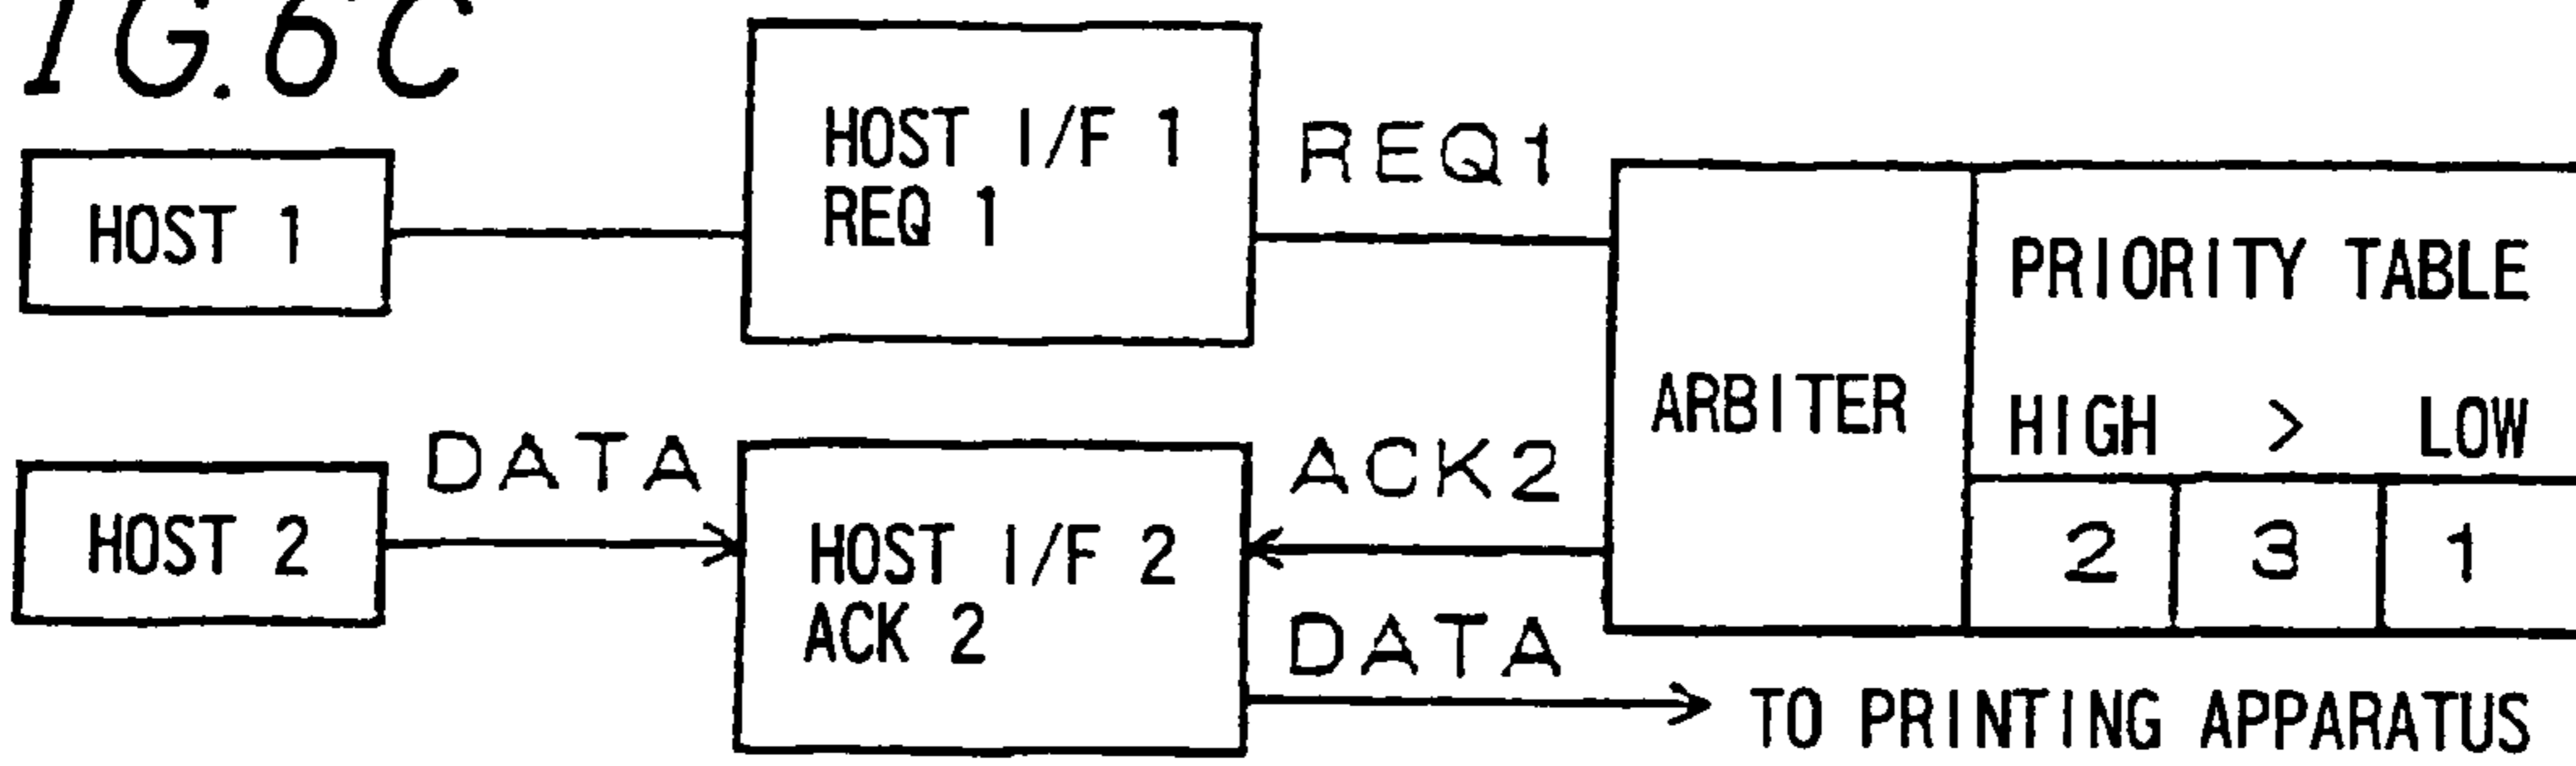 IG. 6C
HOST 1
HOST I/F 1
REQ 1
REQ1
ARBITER
PRIORITY TABLE
HIGH > LOW
2 3 1
HOST 2
DATA
HOST I/F 2
ACK 2
ACK2
DATA
TO PRINTING APPARATUS